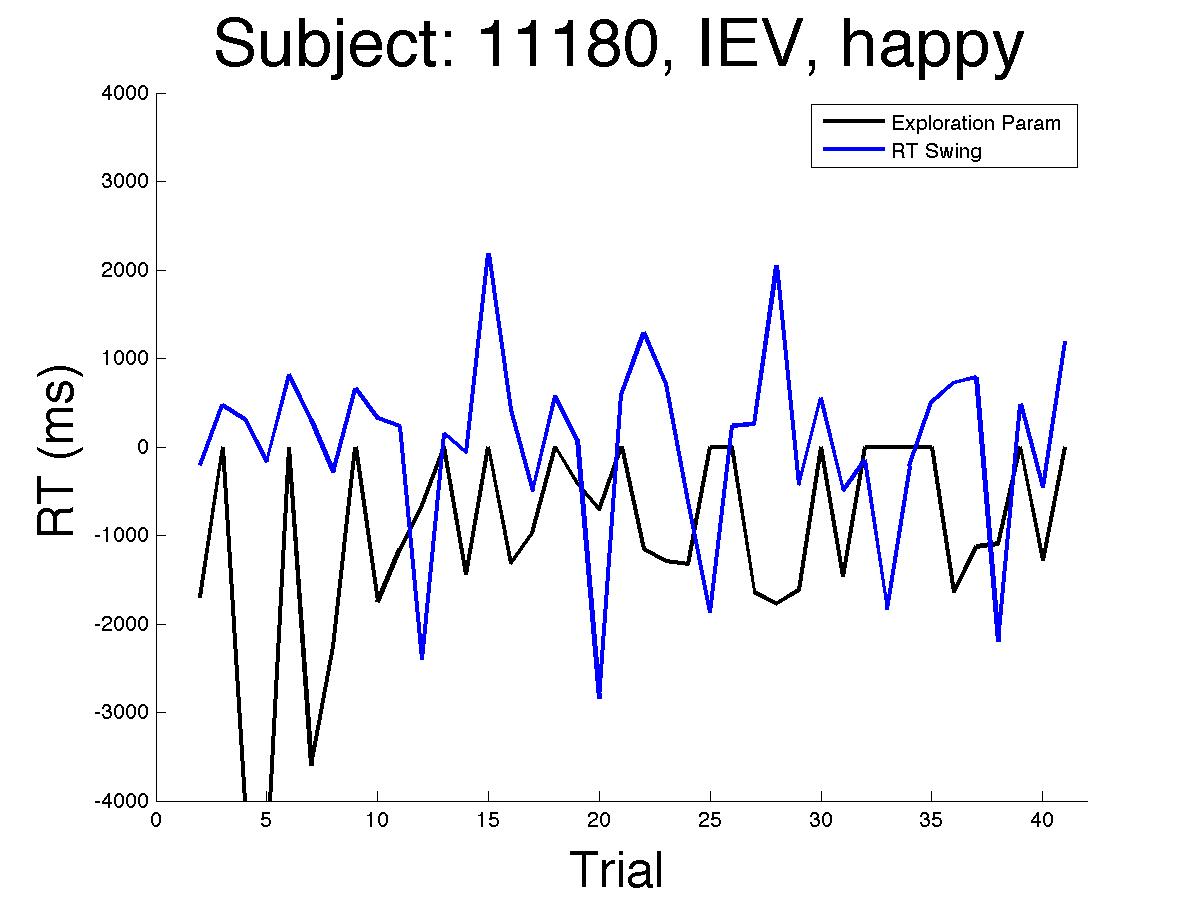 Subject: 11180, IEV, happy
Exploration Param
RT Swing
4000
3000
2000
1000
0
-1000
-2000
-3000
-4000
RT (ms)
0 5 10 15 20 25 30 35 40
Trial